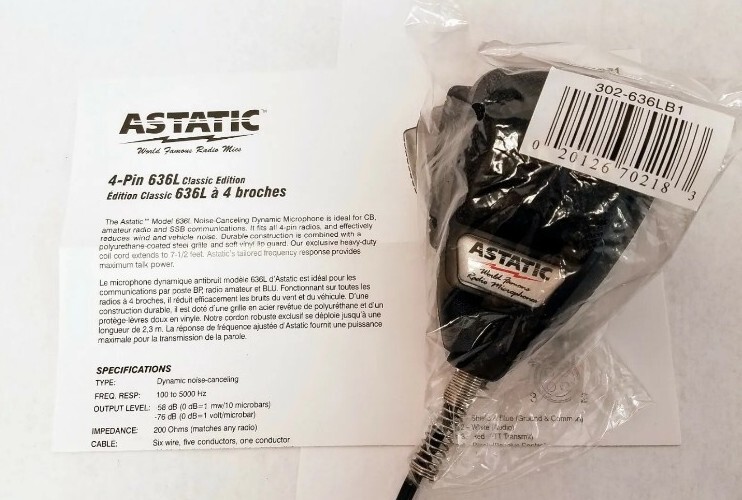 ASTATIC™
World Famous Radio Mics
4-Pin 636L Classic Edition
Édition Classic 636L à 4 broches
The Astatic™ Model 636L Noise-Canceling Dynamic Microphone is ideal for CB,
amateur radio and SSB communications. It fits all 4-pin radios, and effectively
reduces wind and vehicle noise. Durable construction is combined with a
polyurethane-coated steel grille and soft vinyl lip guard. Our exclusive heavy-duty
coil cord extends to 7-1/2 feet. Astatic's tailored frequency response provides
maximum talk power.
Le microphone dynamique antibruit modèle 636L d'Astatic est idéal pour les
communications par poste BP, radio amateur et BLU. Fonctionnant sur toutes les
radios à 4 broches, il réduit efficacement les bruits du vent et du véhicule. D'une
construction durable, il est doté d'une grille en acier revêtue de polyuréthane et d'un
protège-lèvres doux en vinyle. Notre cordon robuste exclusif se déploie jusqu'à une
longueur de 2,3 m. La réponse de fréquence ajustée d'Astatic fournit une puissance
maximale pour la transmission de la parole.
SPECIFICATIONS
TYPE: Dynamic noise-canceling
FREQ. RESP: 100 to 5000 Hz
OUTPUT LEVEL: 58 dB (0 dB=1 mw/10 microbars)
-76 dB (0 dB=1 volt/microbar)
IMPEDANCE: 200 Ohms (matches any radio)
CABLE: Six wire, five conductors, one conductor
302-636LB1
0 20126 70218 3
ASTATIC
World Famous
Radio Microphones
3 2
Blue (Ground & Common)
White (Audio)
Red